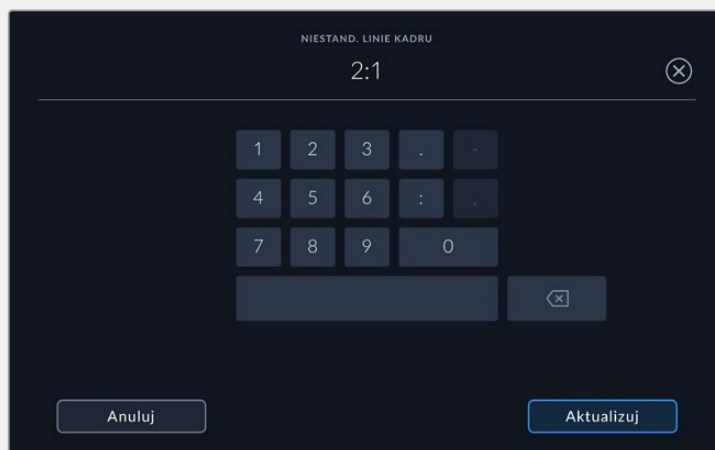 NIESTAND. LINIE KADRU
2:1
1 2 3 . -
4 5 6 : ,
7 8 9 0
Anuluj Aktualizuj